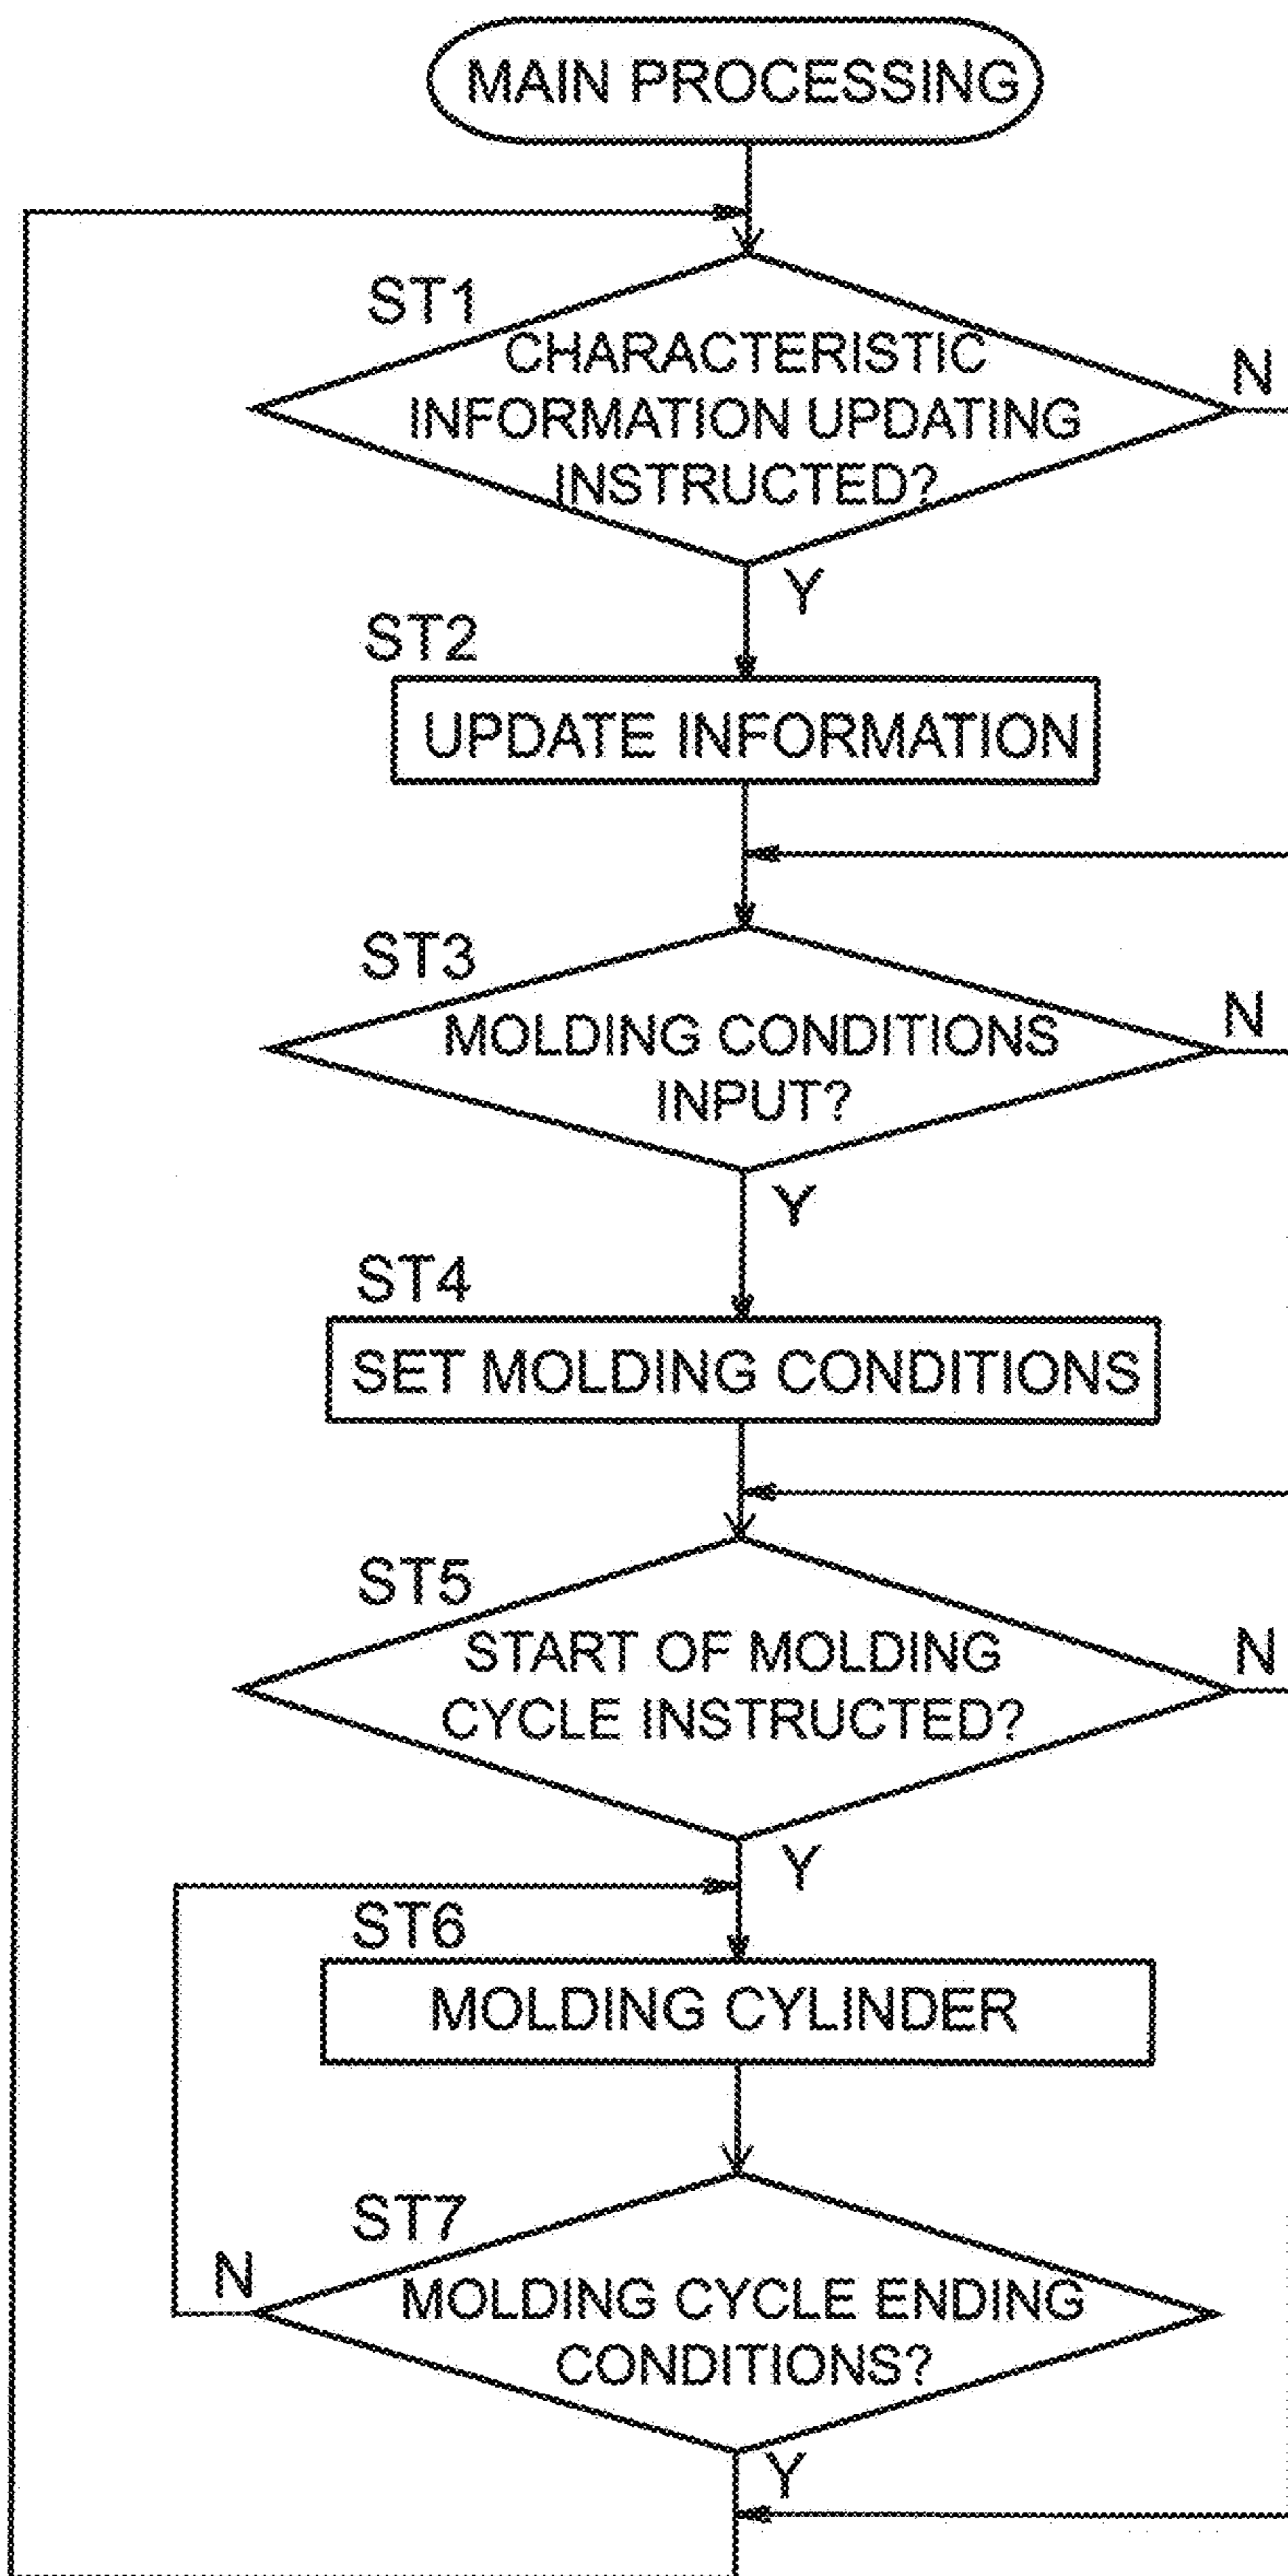 MAIN PROCESSING
ST1
CHARACTERISTIC
INFORMATION UPDATING
INSTRUCTED?
N
Y
ST2
UPDATE INFORMATION
ST3
MOLDING CONDITIONS
INPUT?
N
Y
ST4
SET MOLDING CONDITIONS
ST5
START OF MOLDING
CYCLE INSTRUCTED?
N
Y
ST6
MOLDING CYLINDER
ST7
N
MOLDING CYCLE ENDING
CONDITIONS?
Y